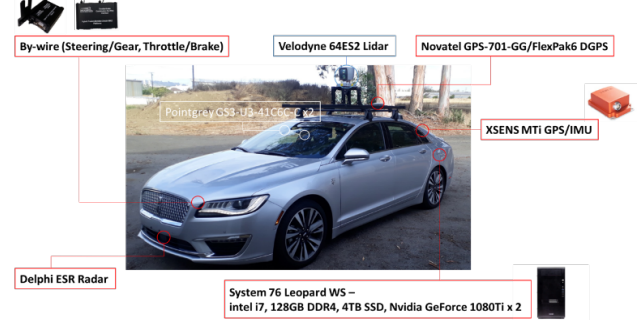 By-wire (Steering/Gear, Throttle/Brake)
Velodyne 64ES2 Lidar
Novatel GPS-701-GG/FlexPak6 DGPS
Pointgrey GS3-U3-41C6C-C x2
XSENS MTi GPS/IMU
Delphi ESR Radar
System 76 Leopard WS –
intel i7, 128GB DDR4, 4TB SSD, Nvidia GeForce 1080Ti x 2